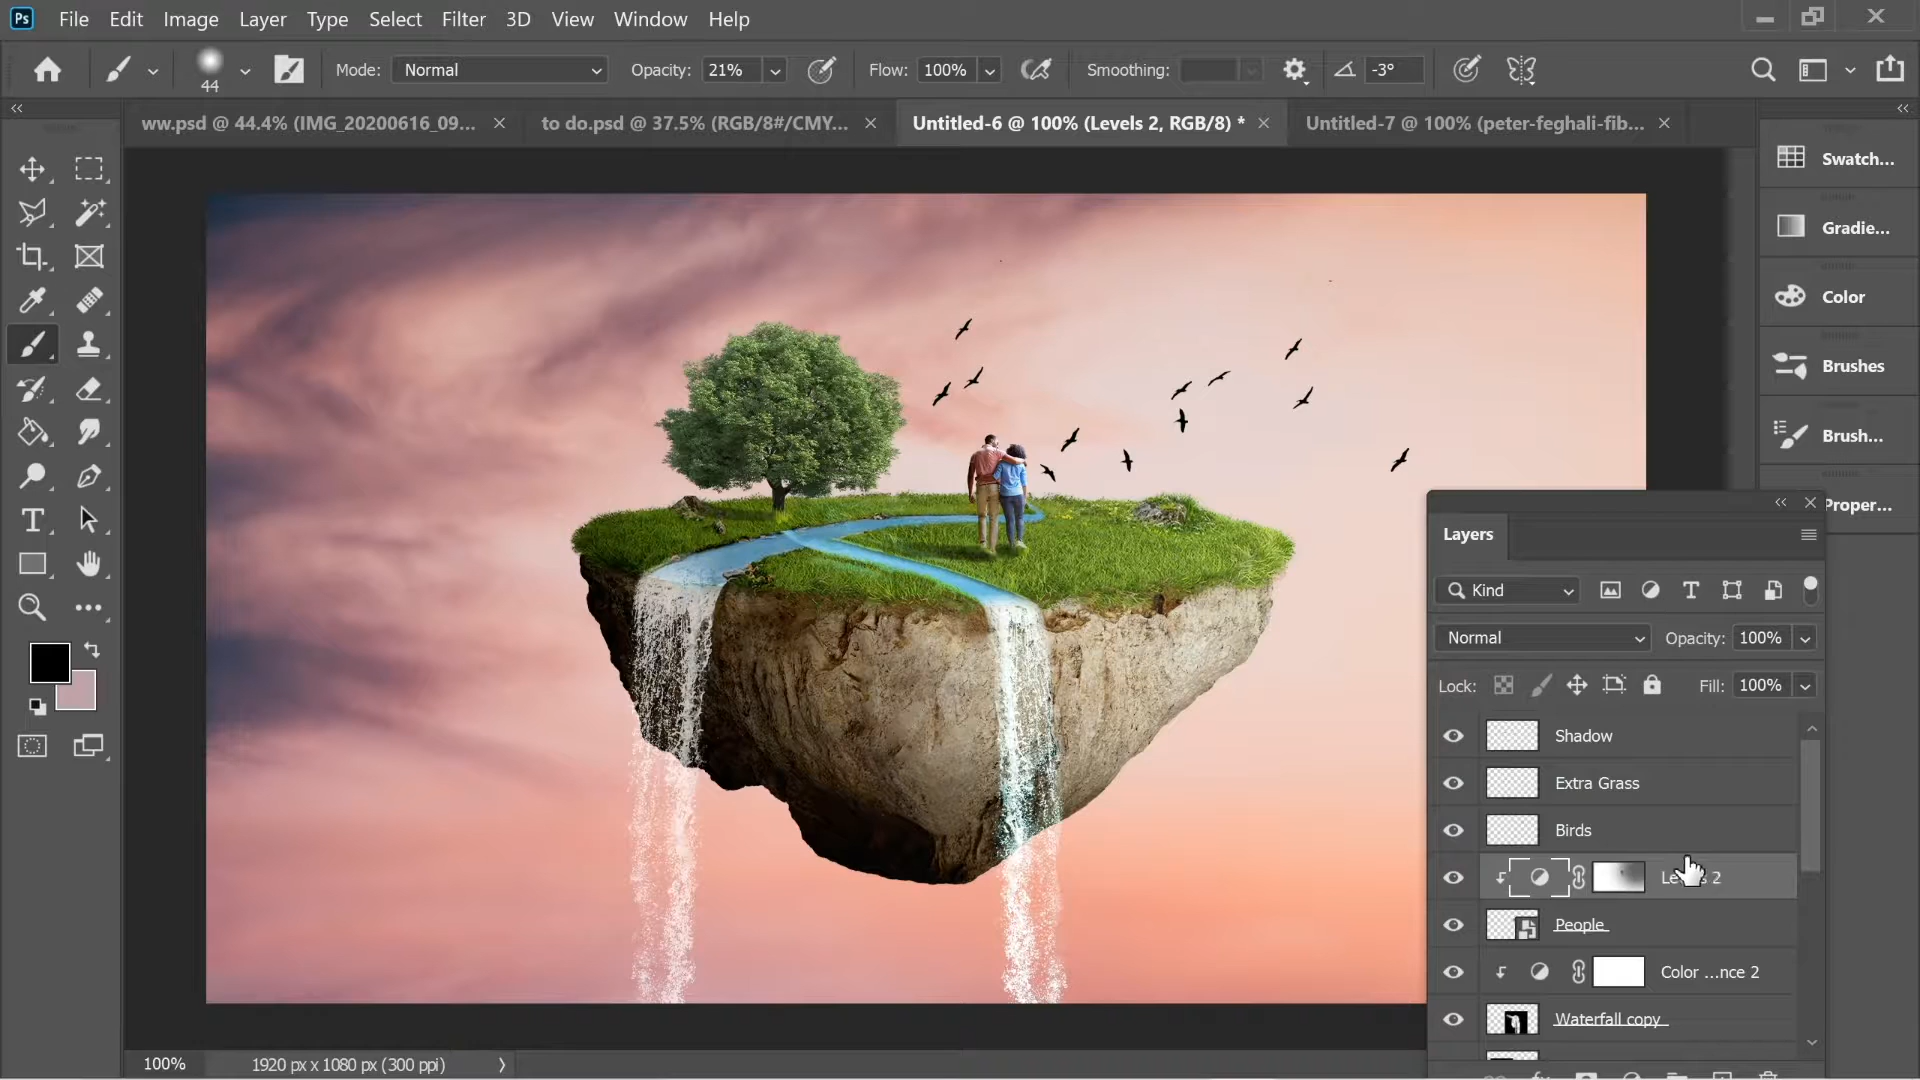 Ps File Edit Image Layer Type Select Filter 3D View Window Help
44 Mode: Normal Opacity: 21% Flow: 100% Smoothing: -3°
ww.psd @ 44.4% (IMG_20200616_09... × to do.psd @ 37.5% (RGB/8#/CMY... × Untitled-6 @ 100% (Levels 2, RGB/8) * × Untitled-7 @ 100% (peter-feghali-fib... ×
Swatch...
Gradie...
Color
Brushes
Brush...
Proper...
Layers
Kind
Normal Opacity: 100%
Lock: Fill: 100%
Shadow
Extra Grass
Birds
2
People
Color ...nce 2
Waterfall copy
100% 1920 px x 1080 px (300 ppi)